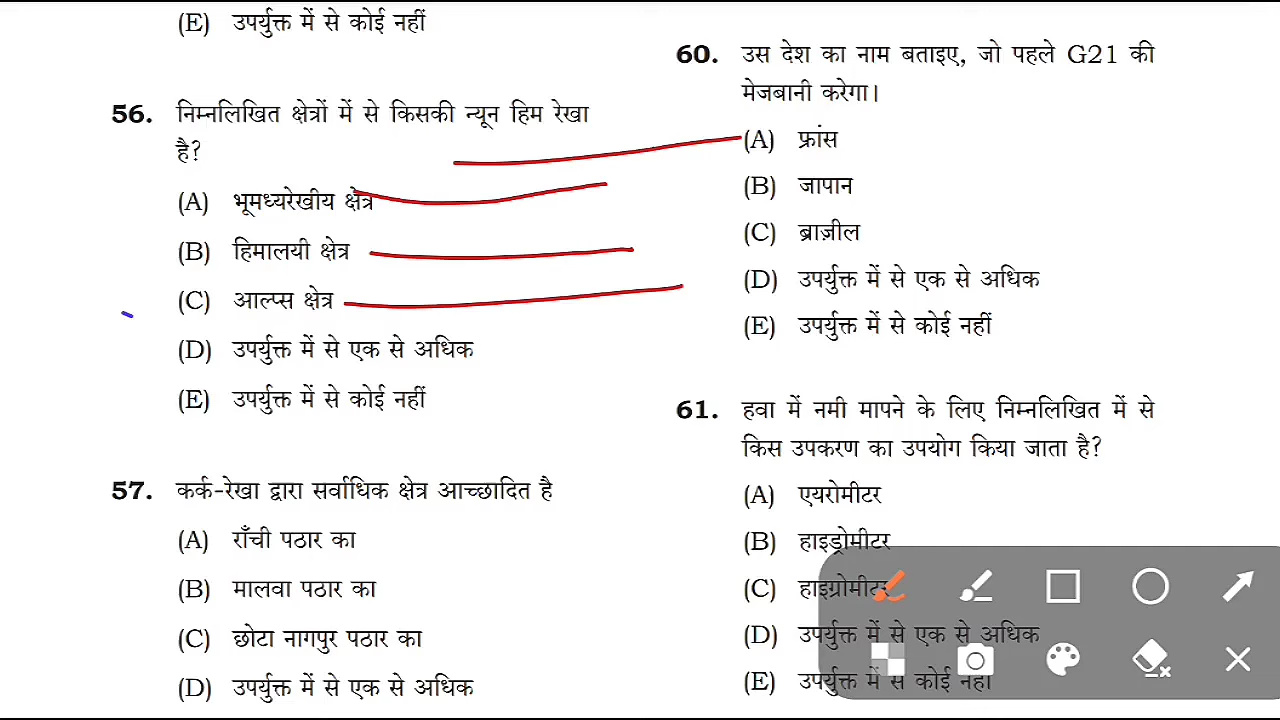 (E) उपर्युक्त में से कोई नहीं
56. निम्नलिखित क्षेत्रों में से किसकी न्यून हिम रेखा
है?
(A) भूमध्यरेखीय क्षेत्र
(B) हिमालयी क्षेत्र
(C) आल्प्स क्षेत्र
(D) उपर्युक्त में से एक से अधिक
(E) उपर्युक्त में से कोई नहीं
57. कर्क-रेखा द्वारा सर्वाधिक क्षेत्र आच्छादित है
(A) राँची पठार का
(B) मालवा पठार का
(C) छोटा नागपुर पठार का
(D) उपर्युक्त में से एक से अधिक
60. उस देश का नाम बताइए, जो पहले G21 की
मेजबानी करेगा।
(A) फ्रांस
(B) जापान
(C) ब्राज़ील
(D) उपर्युक्त में से एक से अधिक
(E) उपर्युक्त में से कोई नहीं
61. हवा में नमी मापने के लिए निम्नलिखित में से
किस उपकरण का उपयोग किया जाता है?
(A) एयरोमीटर
(B) हाइड्रोमीटर
(C) हाइग्रोमीटर
(D) उपर्युक्त में से एक से अधिक
(E) उपर्युक्त में से कोई नहीं